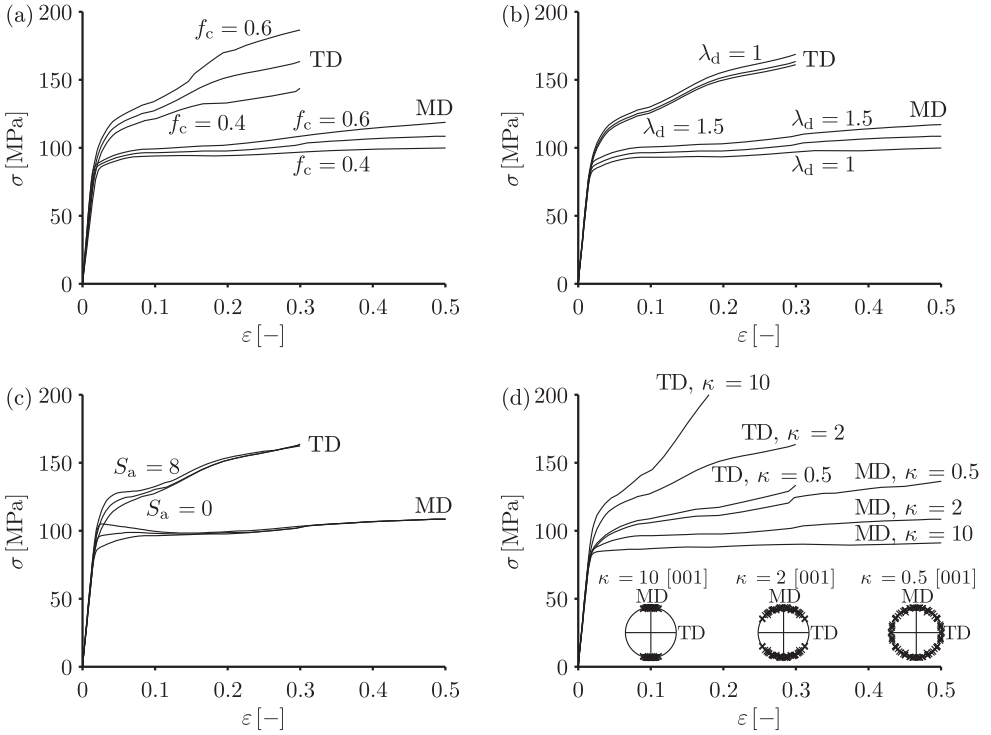 (a)
200
150
100
50
0
σ [MPa]
f_c = 0.6
TD
f_c = 0.4
MD
f_c = 0.6
f_c = 0.4
0 0.1 0.2 0.3 0.4 0.5
ε [−]
(b)
200
150
100
50
0
σ [MPa]
λ_d = 1
TD
λ_d = 1.5
MD
λ_d = 1.5
λ_d = 1
0 0.1 0.2 0.3 0.4 0.5
ε [−]
(c)
200
150
100
50
0
σ [MPa]
S_a = 8
TD
S_a = 0
MD
0 0.1 0.2 0.3 0.4 0.5
ε [−]
(d)
200
150
100
50
0
σ [MPa]
TD, κ = 10
TD, κ = 2
TD, κ = 0.5
MD, κ = 0.5
MD, κ = 2
MD, κ = 10
κ = 10 [001]
MD
TD
κ = 2 [001]
MD
TD
κ = 0.5 [001]
MD
TD
0 0.1 0.2 0.3 0.4 0.5
ε [−]